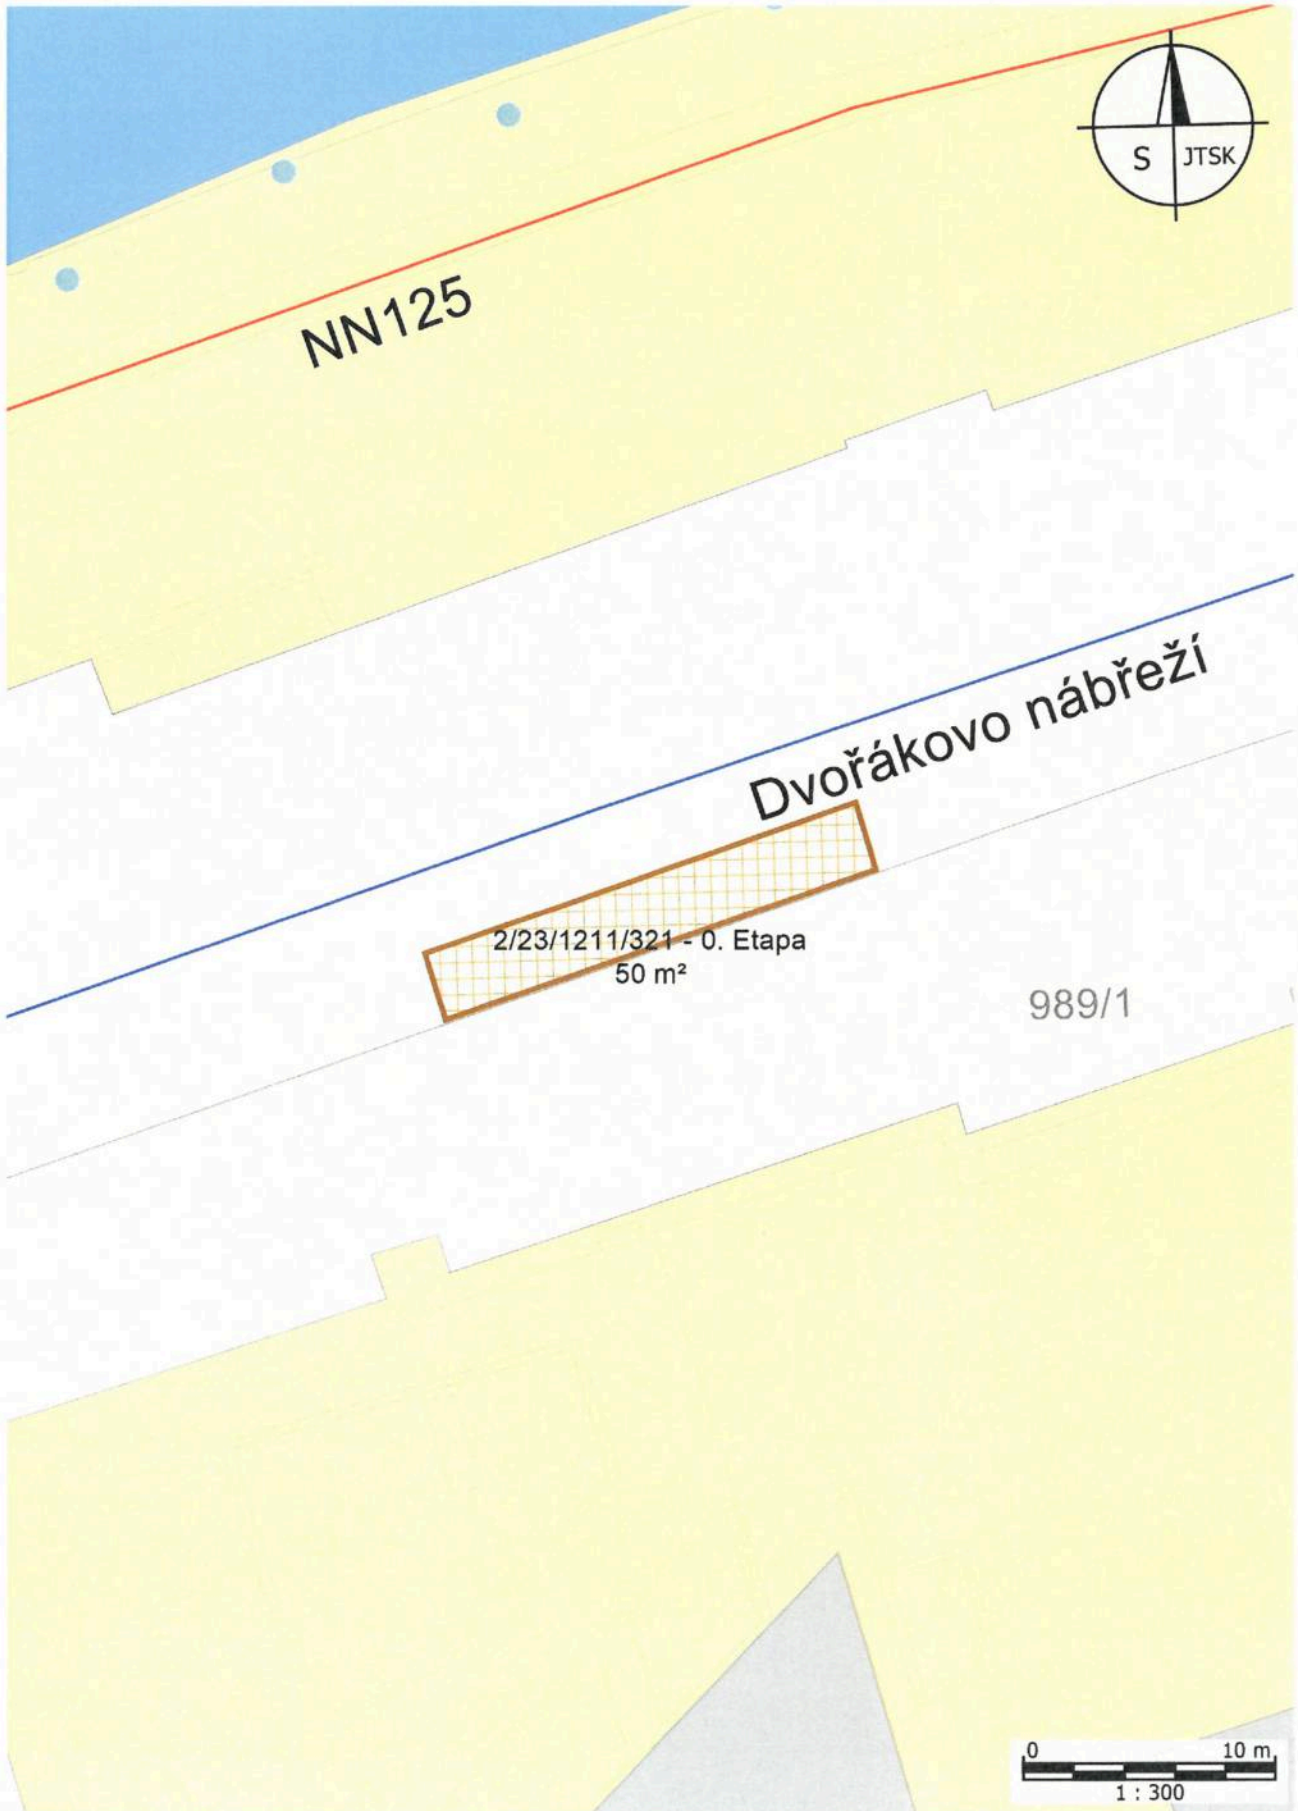 S JTSK
NN125
Dvořákovo nábřeží
2/23/1211/321 - 0. Etapa
50 m²
989/1
0 10 m
1 : 300